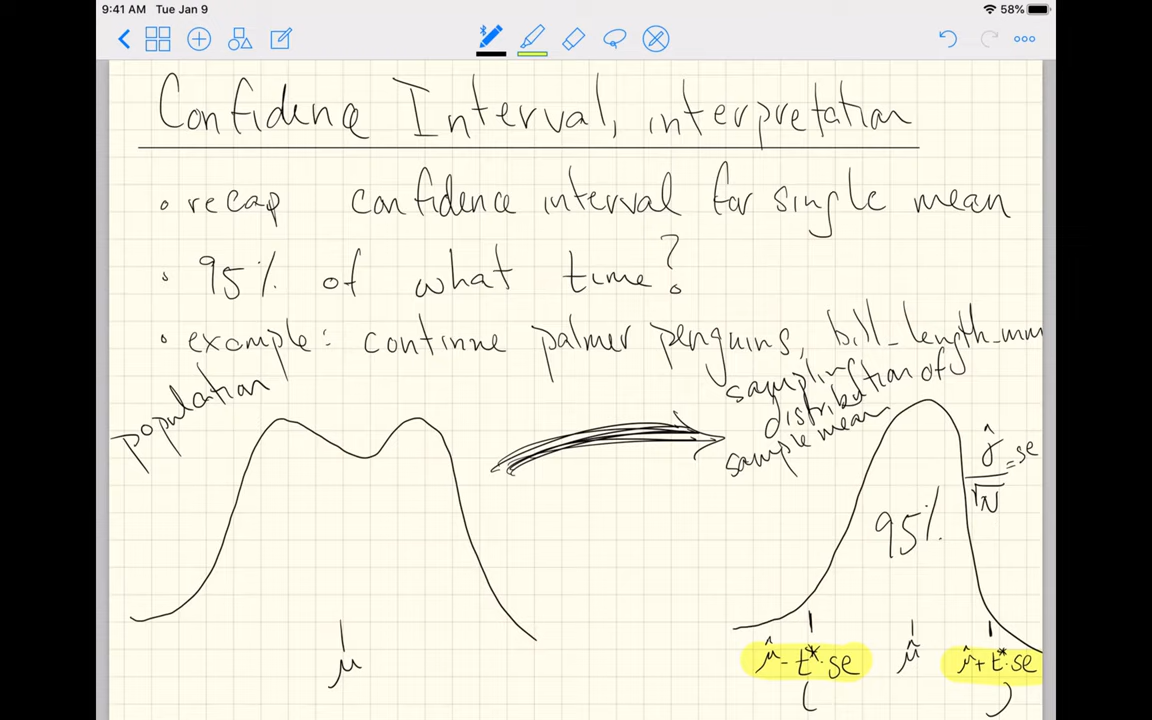 9:41 AM Tue Jan 9
58%
Confidence Interval, interpretation
• recap confidence interval for single mean
• 95% of what time?
• example: continue palmer penguins, bill_length_mm
population
sampling
distribution of
sample mean
σ̂/√N = se
95%
μ
μ̂ - t*·se
μ̂
μ̂ + t*·se
( )